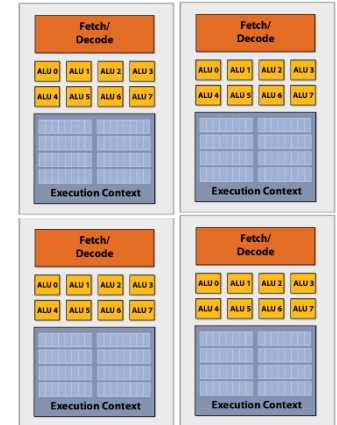 Fetch/
Decode
ALU 0 ALU 1 ALU 2 ALU 3
ALU 4 ALU 5 ALU 6 ALU 7
Execution Context
Fetch/
Decode
ALU 0 ALU 1 ALU 2 ALU 3
ALU 4 ALU 5 ALU 6 ALU 7
Execution Context
Fetch/
Decode
ALU 0 ALU 1 ALU 2 ALU 3
ALU 4 ALU 5 ALU 6 ALU 7
Execution Context
Fetch/
Decode
ALU 0 ALU 1 ALU 2 ALU 3
ALU 4 ALU 5 ALU 6 ALU 7
Execution Context